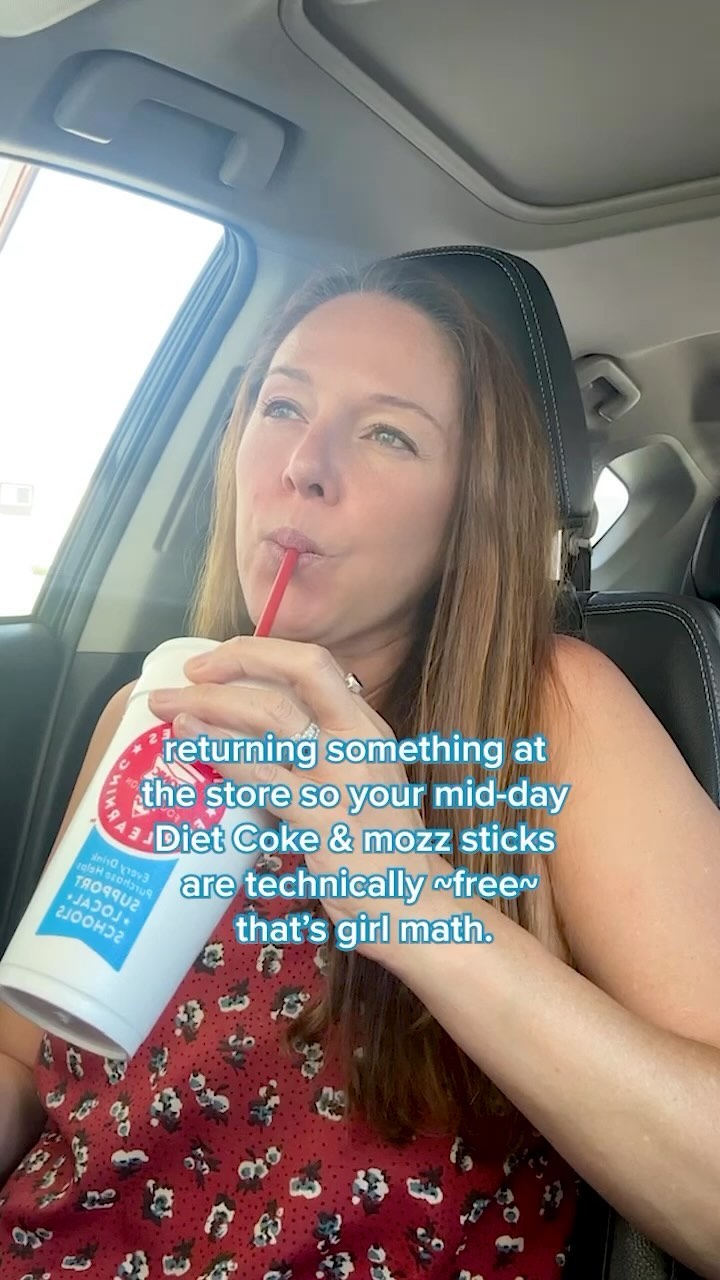 returning something at
the store so your mid-day
Diet Coke & mozz sticks
are technically ~free~
that's girl math.
LEARNING
Every Drink
Purchase Helps
SUPPORT
LOCAL
SCHOOLS